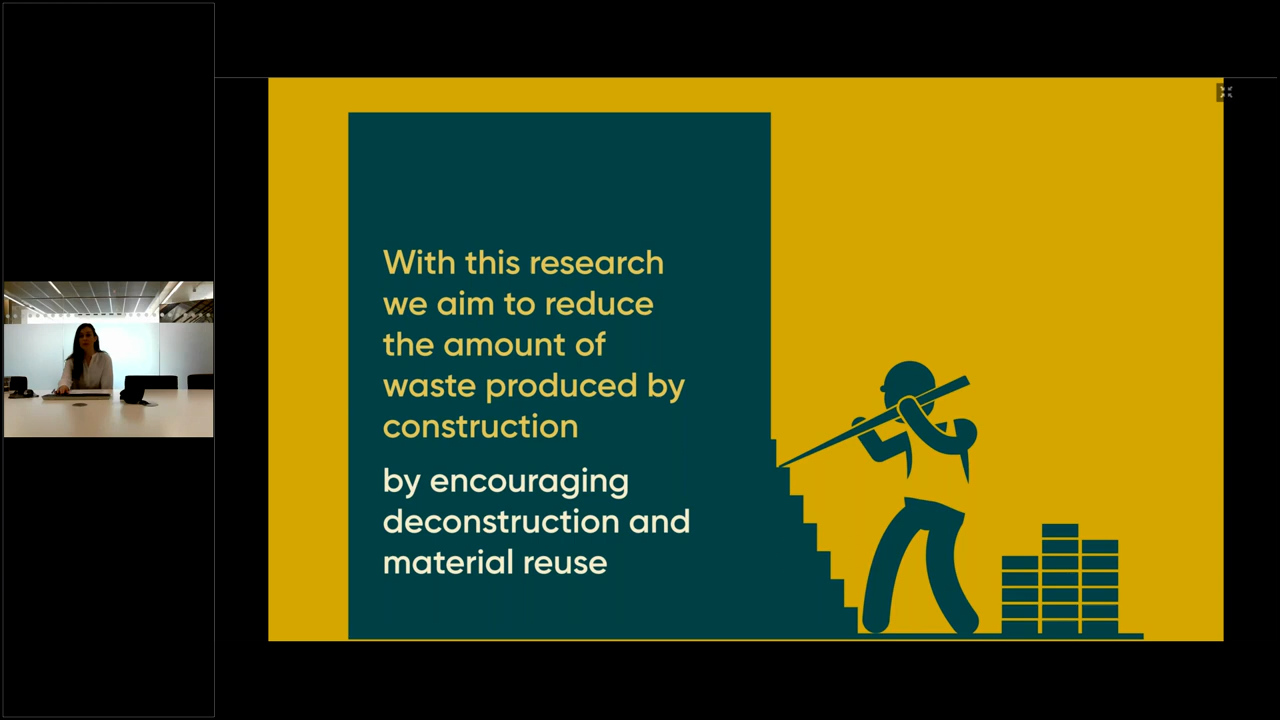 With this research
we aim to reduce
the amount of
waste produced by
construction
by encouraging
deconstruction and
material reuse